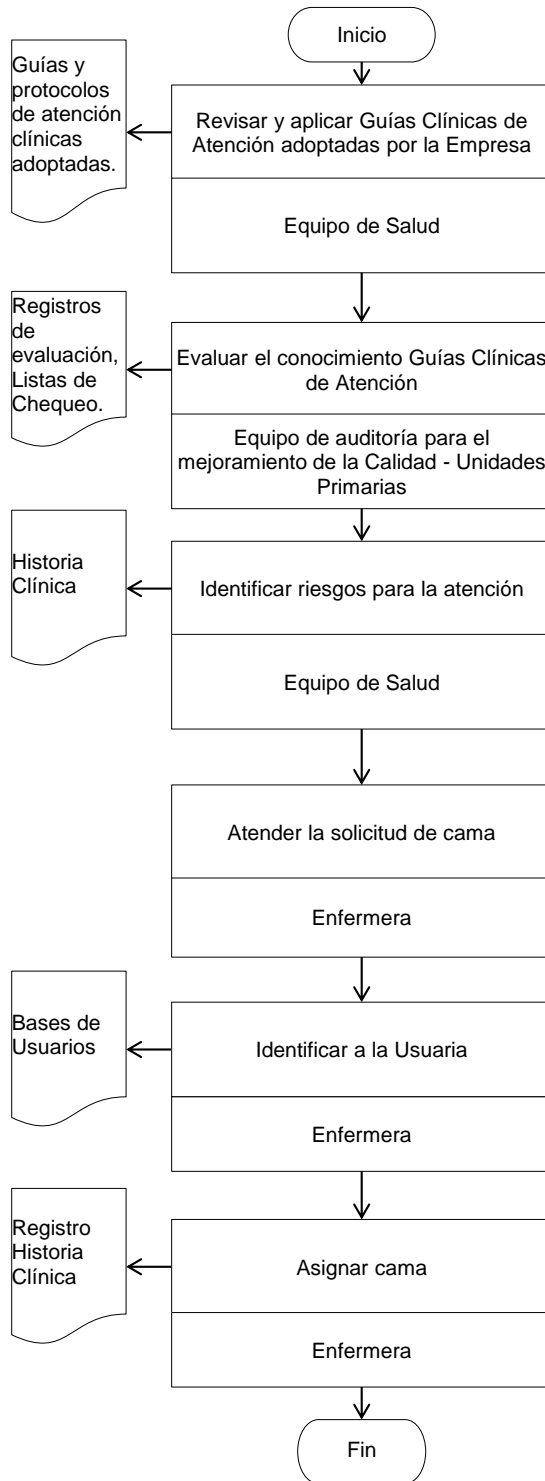 Inicio
Guías y
protocolos
de atención
clínicas
adoptadas.
Revisar y aplicar Guías Clínicas de
Atención adoptadas por la Empresa
Equipo de Salud
Registros
de
evaluación,
Listas de
Chequeo.
Evaluar el conocimiento Guías Clínicas
de Atención
Equipo de auditoría para el
mejoramiento de la Calidad - Unidades
Primarias
Historia
Clínica
Identificar riesgos para la atención
Equipo de Salud
Atender la solicitud de cama
Enfermera
Bases de
Usuarios
Identificar a la Usuaria
Enfermera
Registro
Historia
Clínica
Asignar cama
Enfermera
Fin